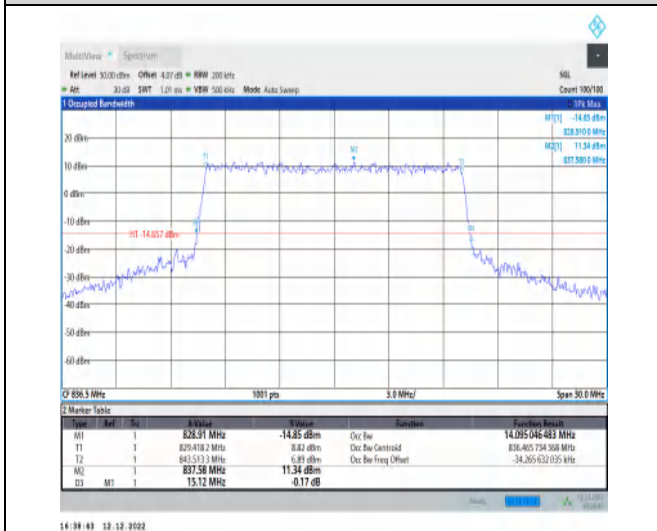 MultiView Spectrum
Ref Level 30.00 dBm Offset 4.07 dB RBW 200 kHz SGL
Att 30 dB SWT 1.01 ms VBW 500 kHz Mode Auto Sweep Count 100/100
1 Occupied Bandwidth 1Pk Max
M1[1] -14.85 dBm
828.9100 MHz
M2[1] 11.34 dBm
837.5800 MHz
20 dBm
10 dBm
0 dBm
-10 dBm
H1 -14.657 dBm
-20 dBm
-30 dBm
-40 dBm
-50 dBm
-60 dBm
T1
M2
CF 836.5 MHz 1001 pts 3.0 MHz/ Span 30.0 MHz
2 Marker Table
Type Ref Trc X-Value Y-Value Function Function Result
M1 1 828.91 MHz -14.85 dBm Occ Bw 14.095 046 483 MHz
T1 1 829.418 2 MHz 8.82 dBm Occ Bw Centroid 836.465 734 368 MHz
T2 1 843.513 3 MHz 6.89 dBm Occ Bw Freq Offset -34.265 632 035 kHz
M2 1 837.58 MHz 11.34 dBm
D3 M1 1 15.12 MHz -0.17 dB
Ready
16:38:43 12.12.2022